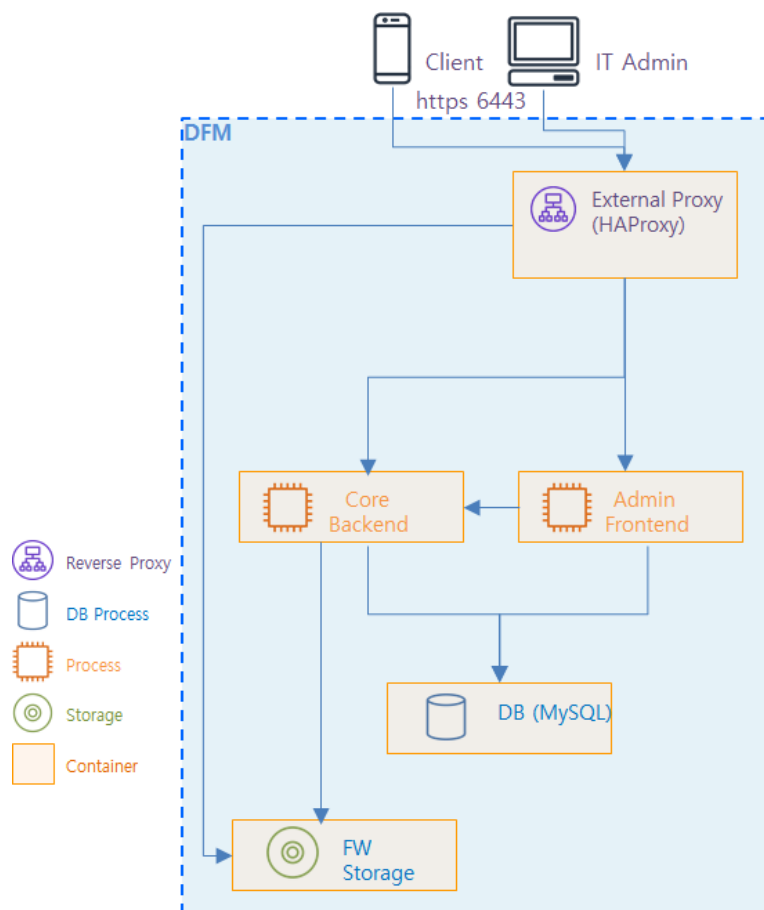 Client
IT Admin
https 6443
DFM
External Proxy
(HAProxy)
Core
Backend
Admin
Frontend
Reverse Proxy
DB Process
Process
Storage
Container
DB (MySQL)
FW
Storage